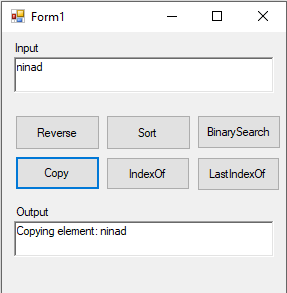 Form1
Input
ninad
Reverse
Sort
BinarySearch
Copy
IndexOf
LastIndexOf
Output
Copying element: ninad